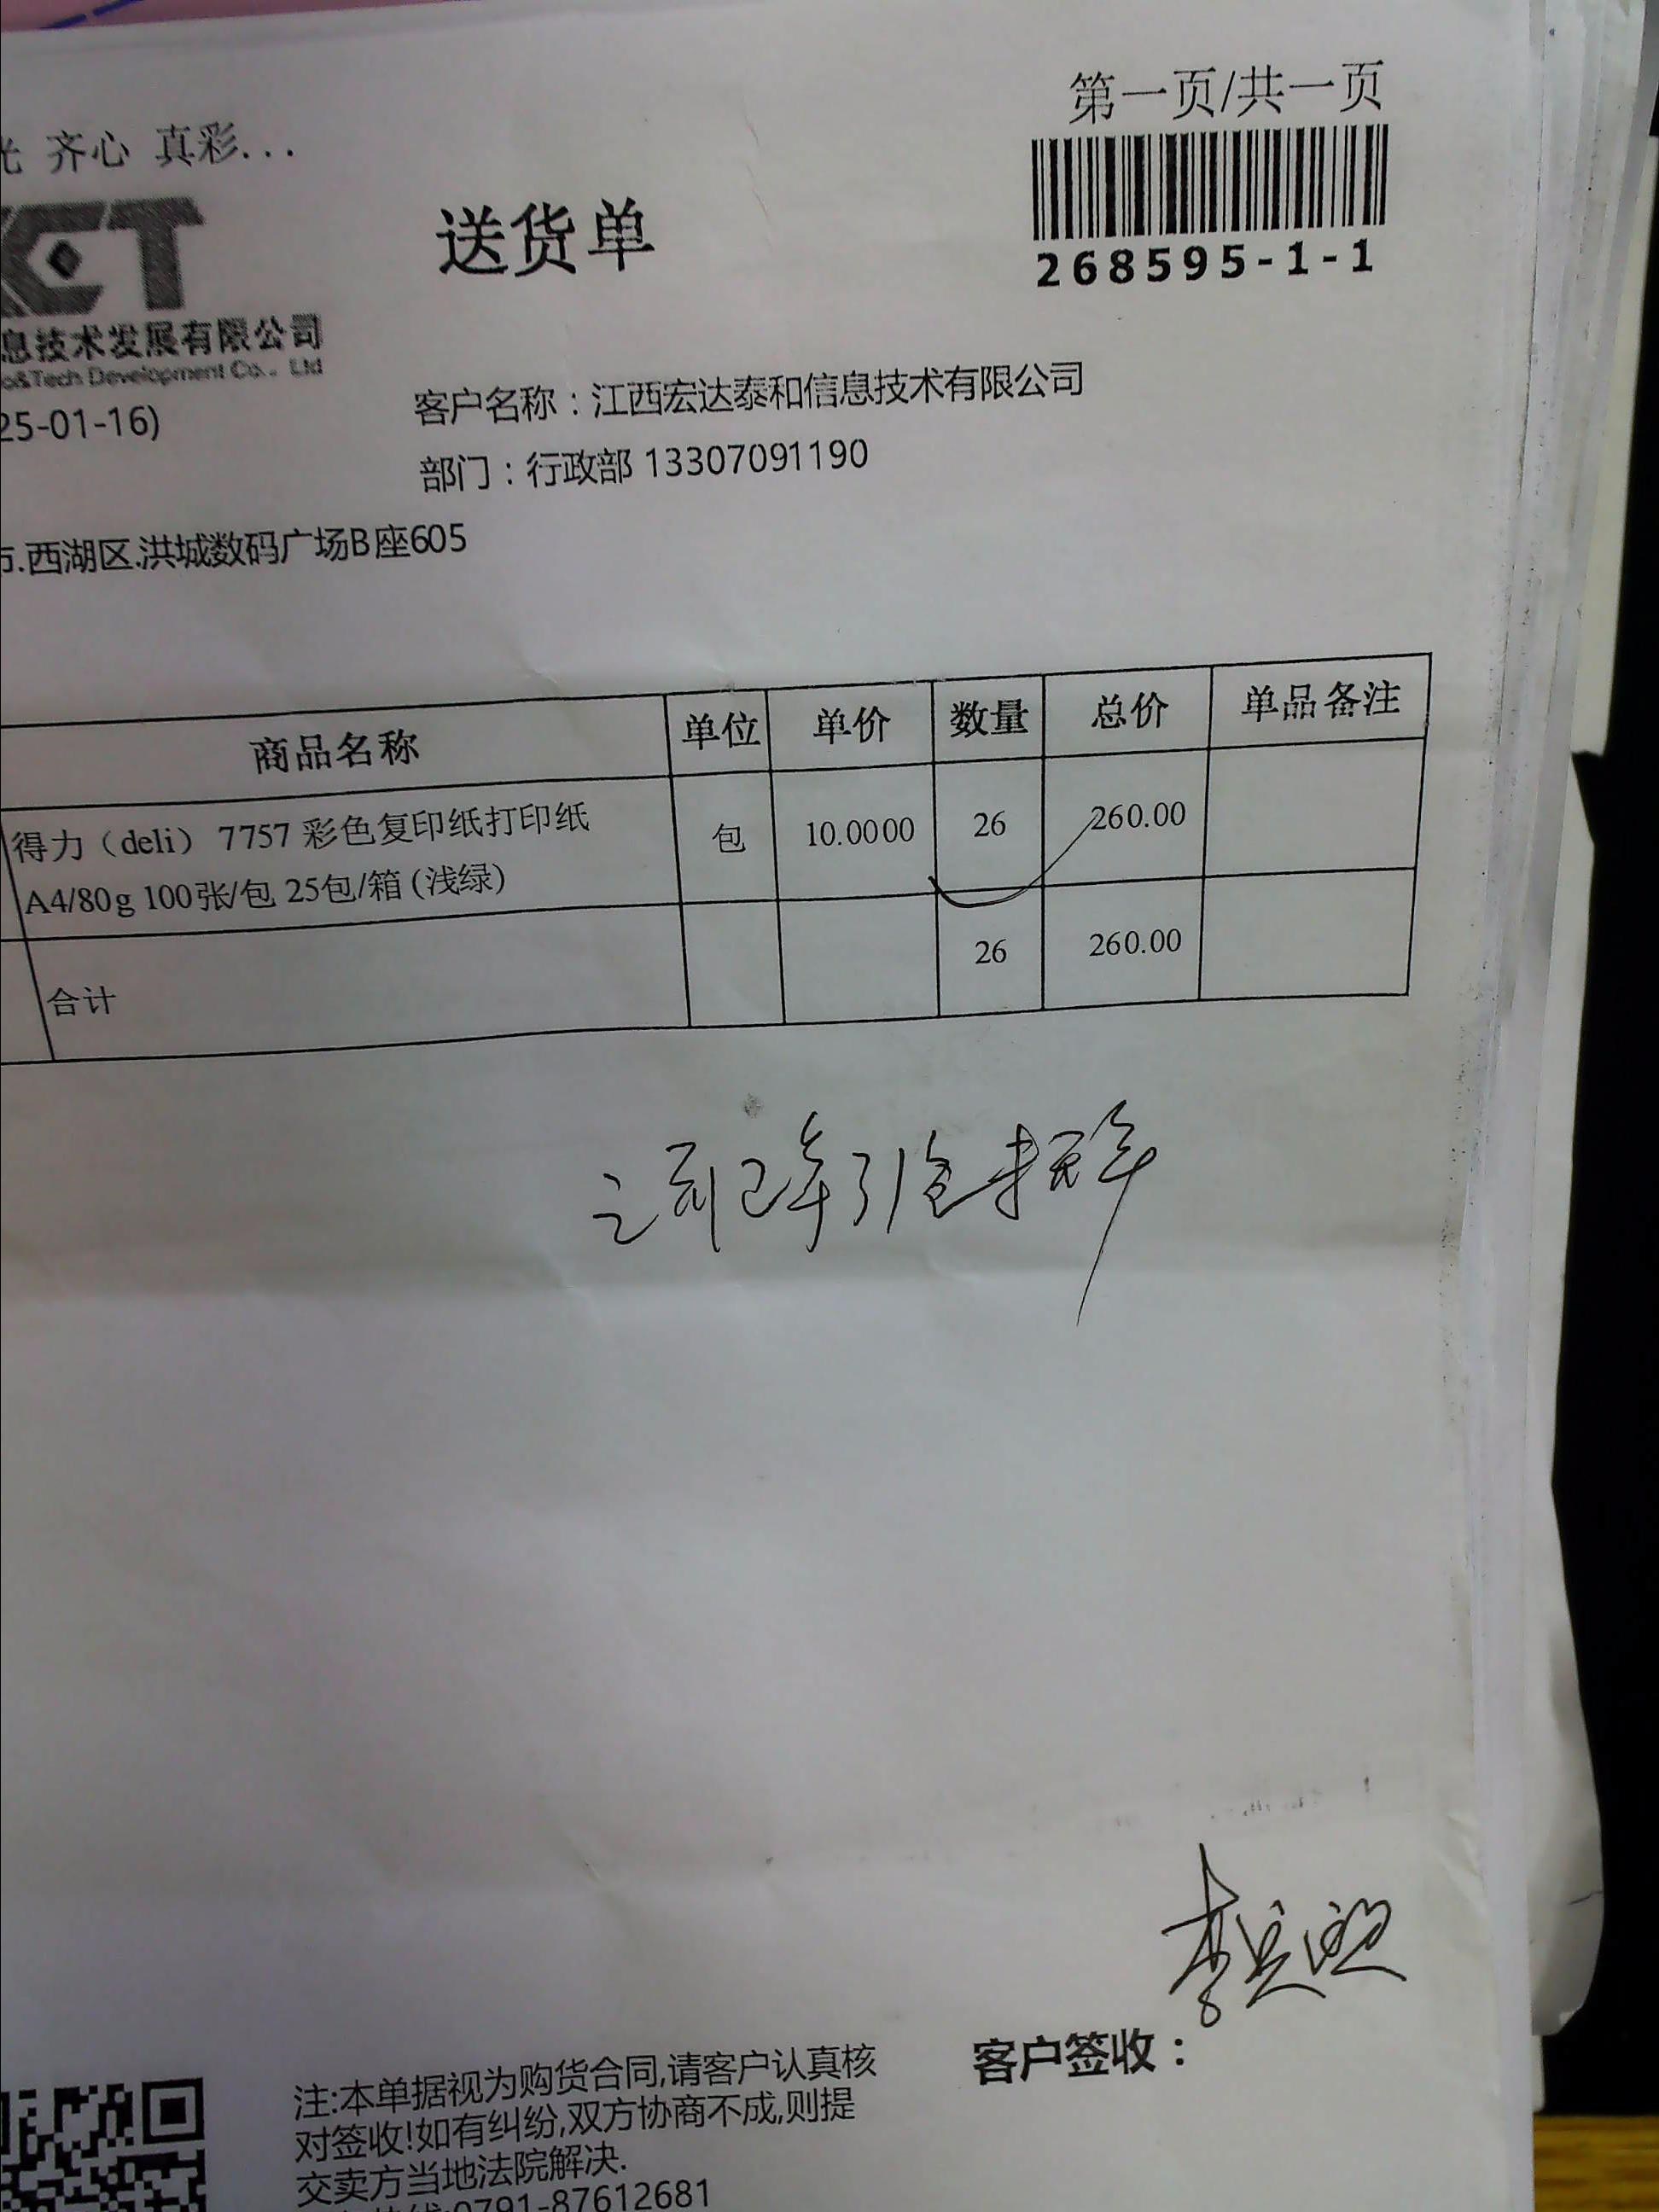 第一页/共一页
齐心 真彩...
268595-1-1
送货单
息技术发展有限公司
o&Tech Development Co., Ltd
25-01-16)
客户名称：江西宏达泰和信息技术有限公司
部门：行政部 13307091190
市.西湖区.洪城数码广场B座605
商品名称 单位 单价 数量 总价 单品备注
得力（deli） 7757 彩色复印纸打印纸 包 10.0000 26 260.00
A4/80g 100张/包 25包/箱 (浅绿)
合计 26 260.00
客户签收：
注:本单据视为购货合同,请客户认真核
对签收!如有纠纷,双方协商不成,则提
交卖方当地法院解决.
0791-87612681